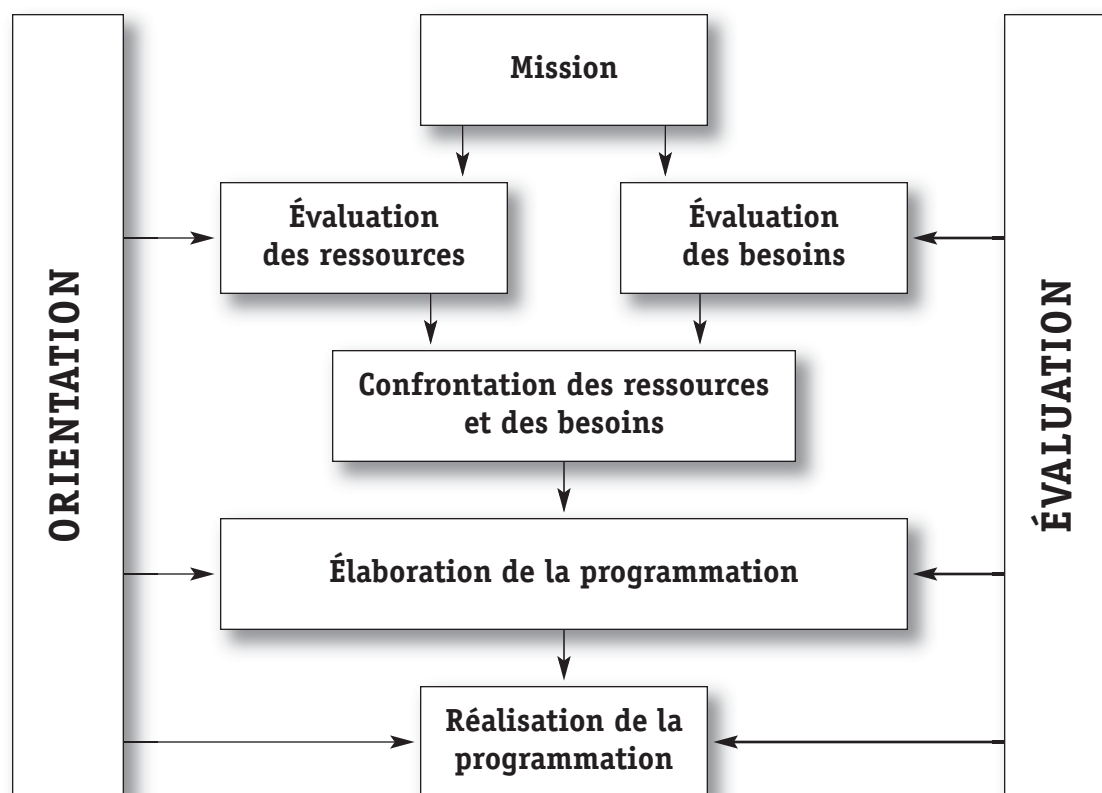 Mission
Évaluation
des ressources
Évaluation
des besoins
ORIENTATION
ÉVALUATION
Confrontation des ressources
et des besoins
Élaboration de la programmation
Réalisation de la
programmation